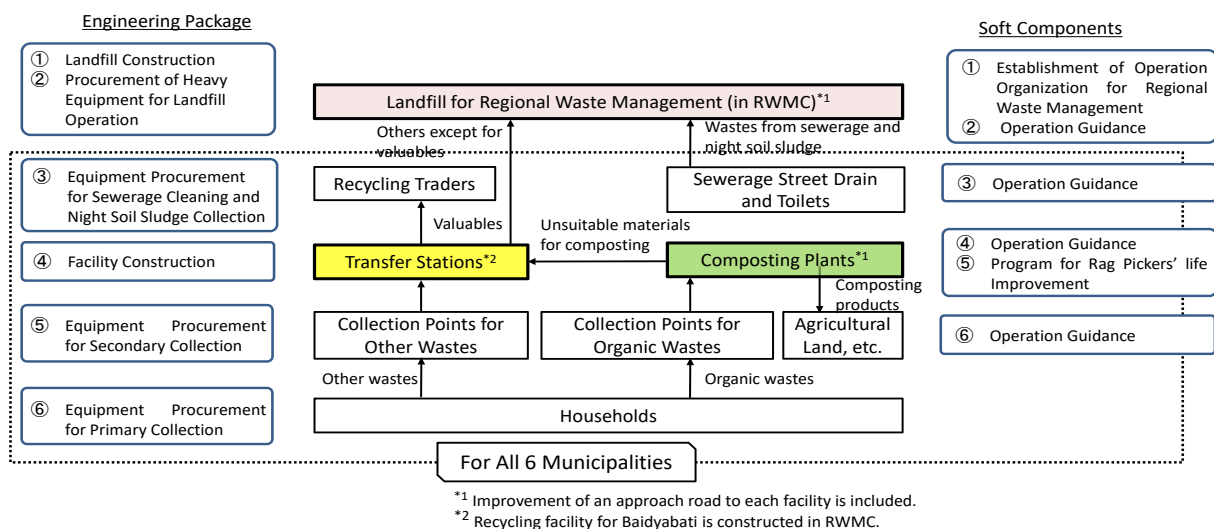 Engineering Package
Soft Components
① Landfill Construction
② Procurement of Heavy
Equipment for Landfill
Operation
① Establishment of Operation
Organization for Regional
Waste Management
② Operation Guidance
Landfill for Regional Waste Management (in RWMC)*1
Others except for
valuables
Wastes from sewerage and
night soil sludge
③ Equipment Procurement
for Sewerage Cleaning and
Night Soil Sludge Collection
Recycling Traders
Sewerage Street Drain
and Toilets
③ Operation Guidance
Valuables
Unsuitable materials
for composting
④ Facility Construction
Transfer Stations*2
Composting Plants*1
④ Operation Guidance
⑤ Program for Rag Pickers' life
Improvement
Composting
products
⑤ Equipment Procurement
for Secondary Collection
Collection Points for
Other Wastes
Collection Points for
Organic Wastes
Agricultural
Land, etc.
⑥ Operation Guidance
Other wastes
Organic wastes
⑥ Equipment Procurement
for Primary Collection
Households
For All 6 Municipalities
*1 Improvement of an approach road to each facility is included.
*2 Recycling facility for Baidyabati is constructed in RWMC.